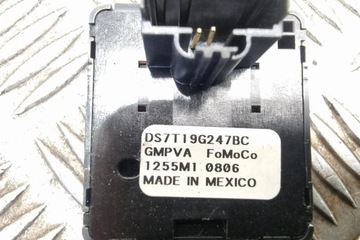 DS7T19G247BC
GMPVA FoMoCo
1255M1 0806
MADE IN MEXICO